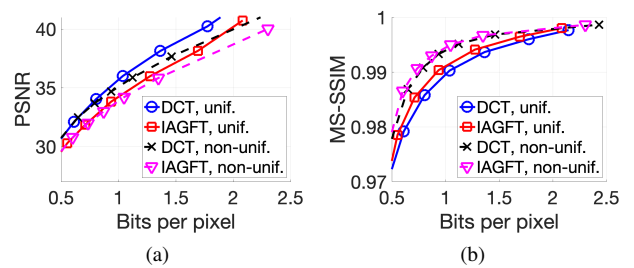 40
35
30
PSNR
0.5 1 1.5 2 2.5
Bits per pixel
DCT, unif.
IAGFT, unif.
DCT, non-unif.
IAGFT, non-unif.
(a)
1
0.99
0.98
0.97
MS-SSIM
0.5 1 1.5 2 2.5
Bits per pixel
DCT, unif.
IAGFT, unif.
DCT, non-unif.
IAGFT, non-unif.
(b)